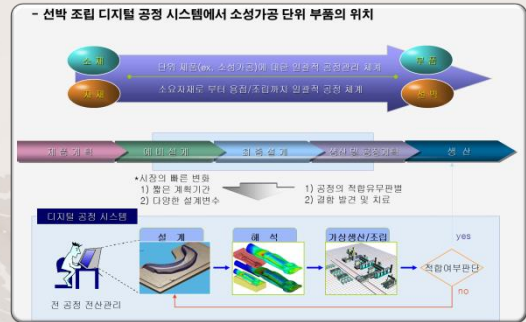 - 선박 조립 디지털 공정 시스템에서 소성가공 단위 부품의 위치
소 재
부 품
단위 제품(ex. 소성가공)에 대한 일괄적 공정관리 체계
소요자재로 부터 용접/조립까지 일괄적 공정 체계
자 재
제 품 기 획
예 비 설 계
최 종 설 계
생 산
*시장의 빠른 변화
1) 짧은 계획기간
2) 다양한 설계변수
1) 공정의 적합유무판별
2) 결함 발견 및 치료
디지털 공정 시스템
설 계
해 석
가상생산/조립
yes
적합여부판단
no
전 공정 전산관리